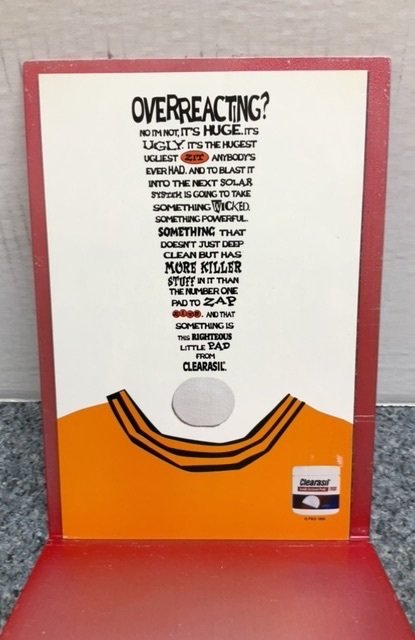 OVERREACTING?
NO I'M NOT, IT'S HUGE. IT'S
UGLY. IT'S THE HUGEST
UGLIEST ZIT ANYBODY'S
EVER HAD. AND TO BLAST IT
INTO THE NEXT SOLAR
SYSTEM, IS GOING TO TAKE
SOMETHING WICKED.
SOMETHING POWERFUL.
SOMETHING THAT
DOESN'T JUST DEEP
CLEAN BUT HAS
MORE KILLER
STUFF IN IT THAN
THE NUMBER ONE
PAD TO ZAP
ZITS. AND THAT
SOMETHING IS
THIS RIGHTEOUS
LITTLE PAD
FROM
CLEARASIL.
Clearasil